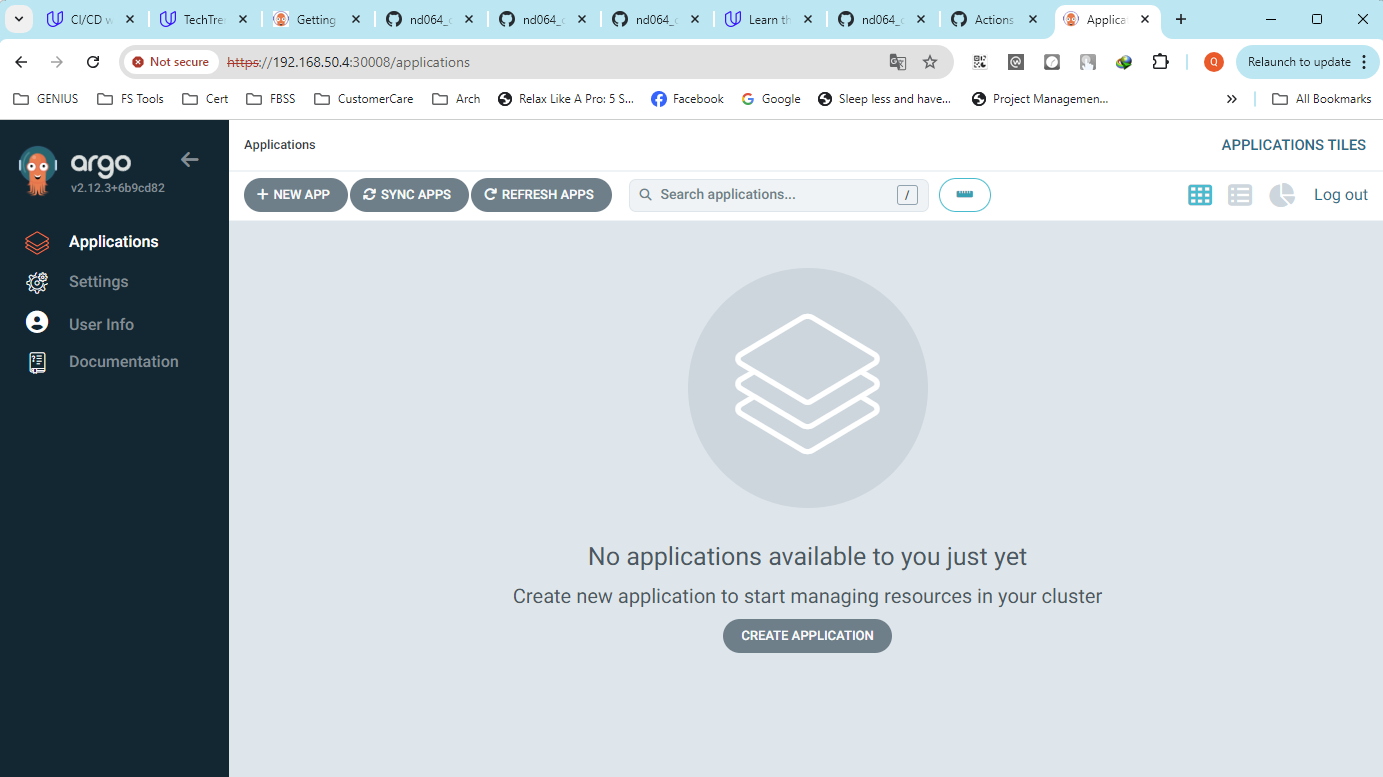 CI/CD w
TechTre
Getting
nd064_c
nd064_c
nd064_c
Learn th
nd064_c
Actions
Applicat
Not secure
https://192.168.50.4:30008/applications
Q
Relaunch to update
GENIUS
FS Tools
Cert
FBSS
CustomerCare
Arch
Relax Like A Pro: 5 S...
Facebook
Google
Sleep less and have...
Project Managemen...
All Bookmarks
argo
v2.12.3+6b9cd82
Applications
Settings
User Info
Documentation
Applications
APPLICATIONS TILES
NEW APP
SYNC APPS
REFRESH APPS
Search applications...
/
Log out
No applications available to you just yet
Create new application to start managing resources in your cluster
CREATE APPLICATION